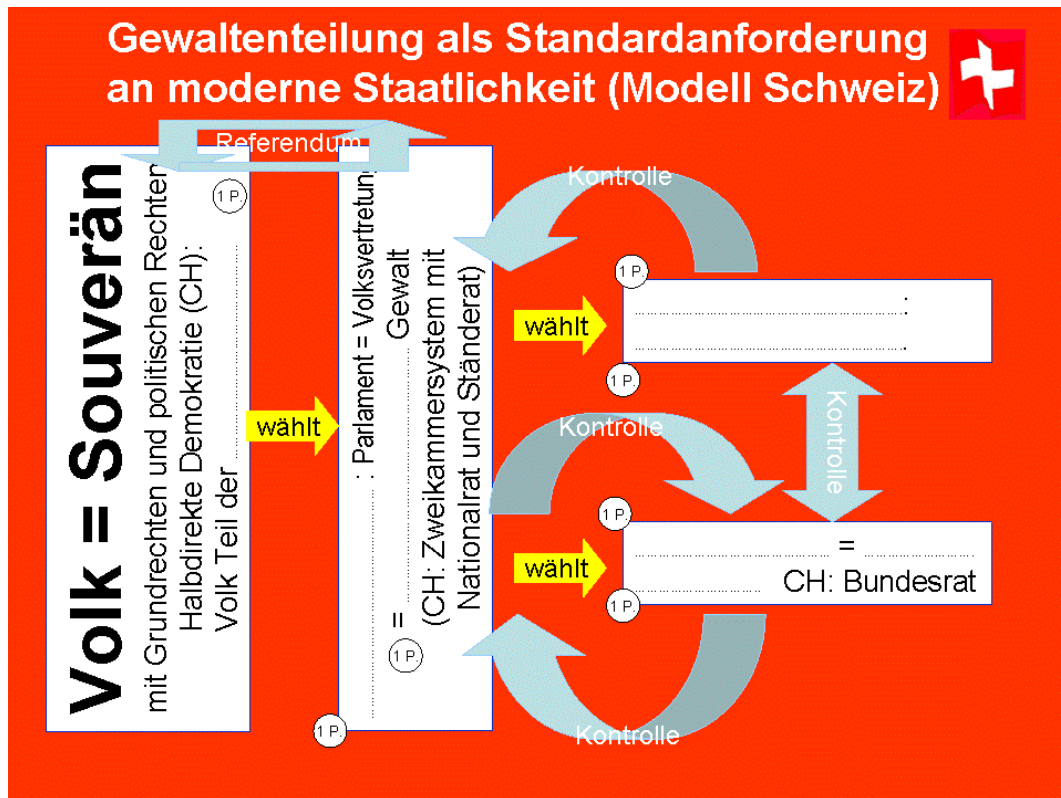 Gewaltenteilung als Standardanforderung
an moderne Staatlichkeit (Modell Schweiz)
Referendum
Volk = Souverän
mit Grundrechten und politischen Rechten
Halbdirekte Demokratie (CH):
Volk Teil der ........................................ 1 P.
wählt
........................................ : Parlament = Volksvertretung
1 P.
1 P. = ........................................ Gewalt
(CH: Zweikammersystem mit
Nationalrat und Ständerat)
Kontrolle
wählt
1 P.
........................................ :
........................................ :
1 P.
Kontrolle
Kontrolle
wählt
1 P.
........................................ = ....................
.................... CH: Bundesrat
1 P.
Kontrolle